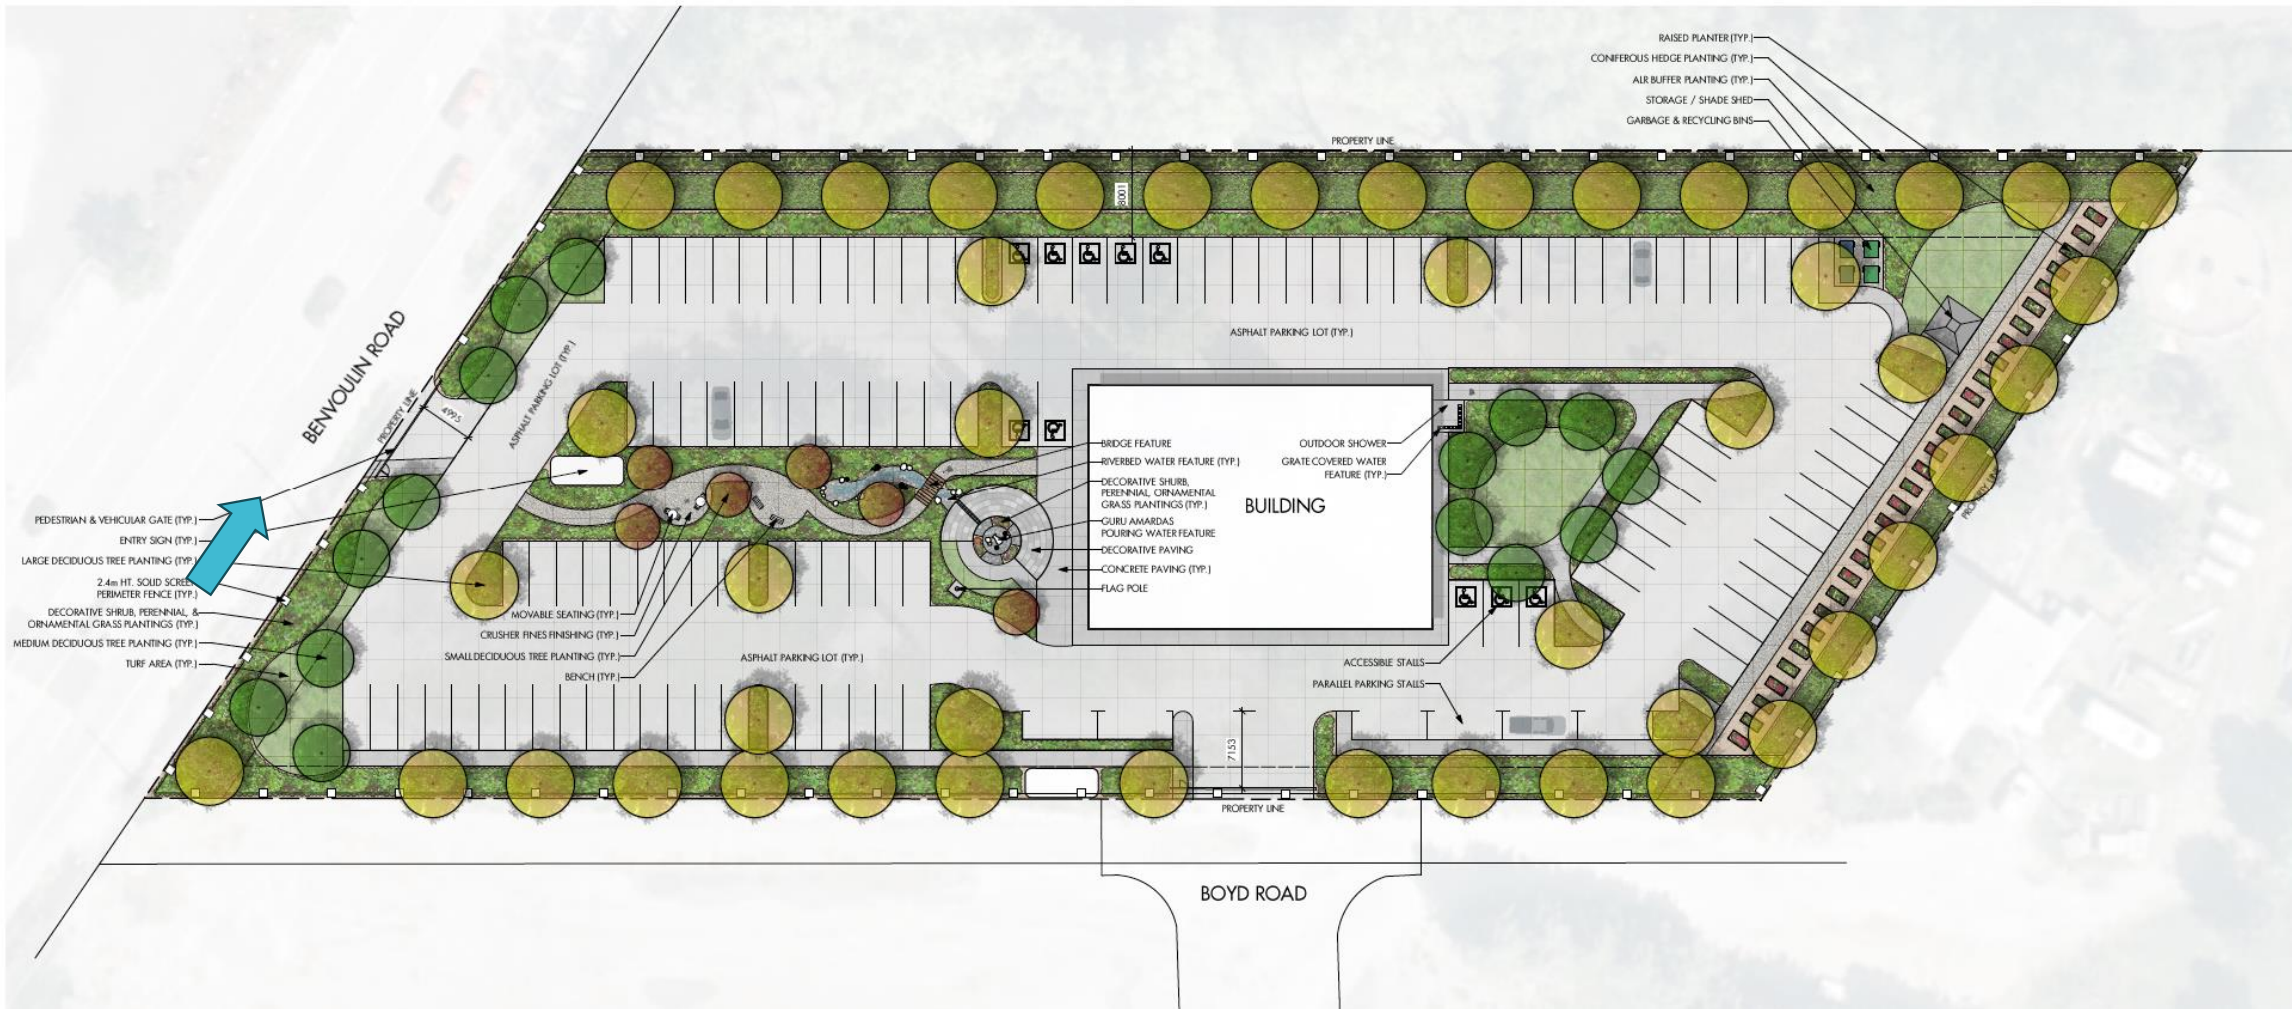 RAISED PLANTER (TYP.)
CONIFEROUS HEDGE PLANTING (TYP.)
ALR BUFFER PLANTING (TYP.)
STORAGE / SHADE SHED
GARBAGE & RECYCLING BINS
PROPERTY LINE
8001
BENVOULIN ROAD
PROPERTY LINE
4995
ASPHALT PARKING LOT (TYP.)
ASPHALT PARKING LOT (TYP.)
BRIDGE FEATURE
RIVERBED WATER FEATURE (TYP.)
DECORATIVE SHURB,
PERENNIAL, ORNAMENTAL
GRASS PLANTINGS (TYP.)
GURU AMARDAS
POURING WATER FEATURE
DECORATIVE PAVING
CONCRETE PAVING (TYP.)
FLAG POLE
OUTDOOR SHOWER
GRATE COVERED WATER
FEATURE (TYP.)
BUILDING
PROPERTY
PEDESTRIAN & VEHICULAR GATE (TYP.)
ENTRY SIGN (TYP.)
LARGE DECIDUOUS TREE PLANTING (TYP.)
2.4m HT. SOLID SCREEN
PERIMETER FENCE (TYP.)
DECORATIVE SHRUB, PERENNIAL, &
ORNAMENTAL GRASS PLANTINGS (TYP.)
MEDIUM DECIDUOUS TREE PLANTING (TYP.)
TURF AREA (TYP.)
MOVABLE SEATING (TYP.)
CRUSHER FINES FINISHING (TYP.)
SMALL DECIDUOUS TREE PLANTING (TYP.)
BENCH (TYP.)
ASPHALT PARKING LOT (TYP.)
ACCESSIBLE STALLS
PARALLEL PARKING STALLS
7153
PROPERTY LINE
BOYD ROAD